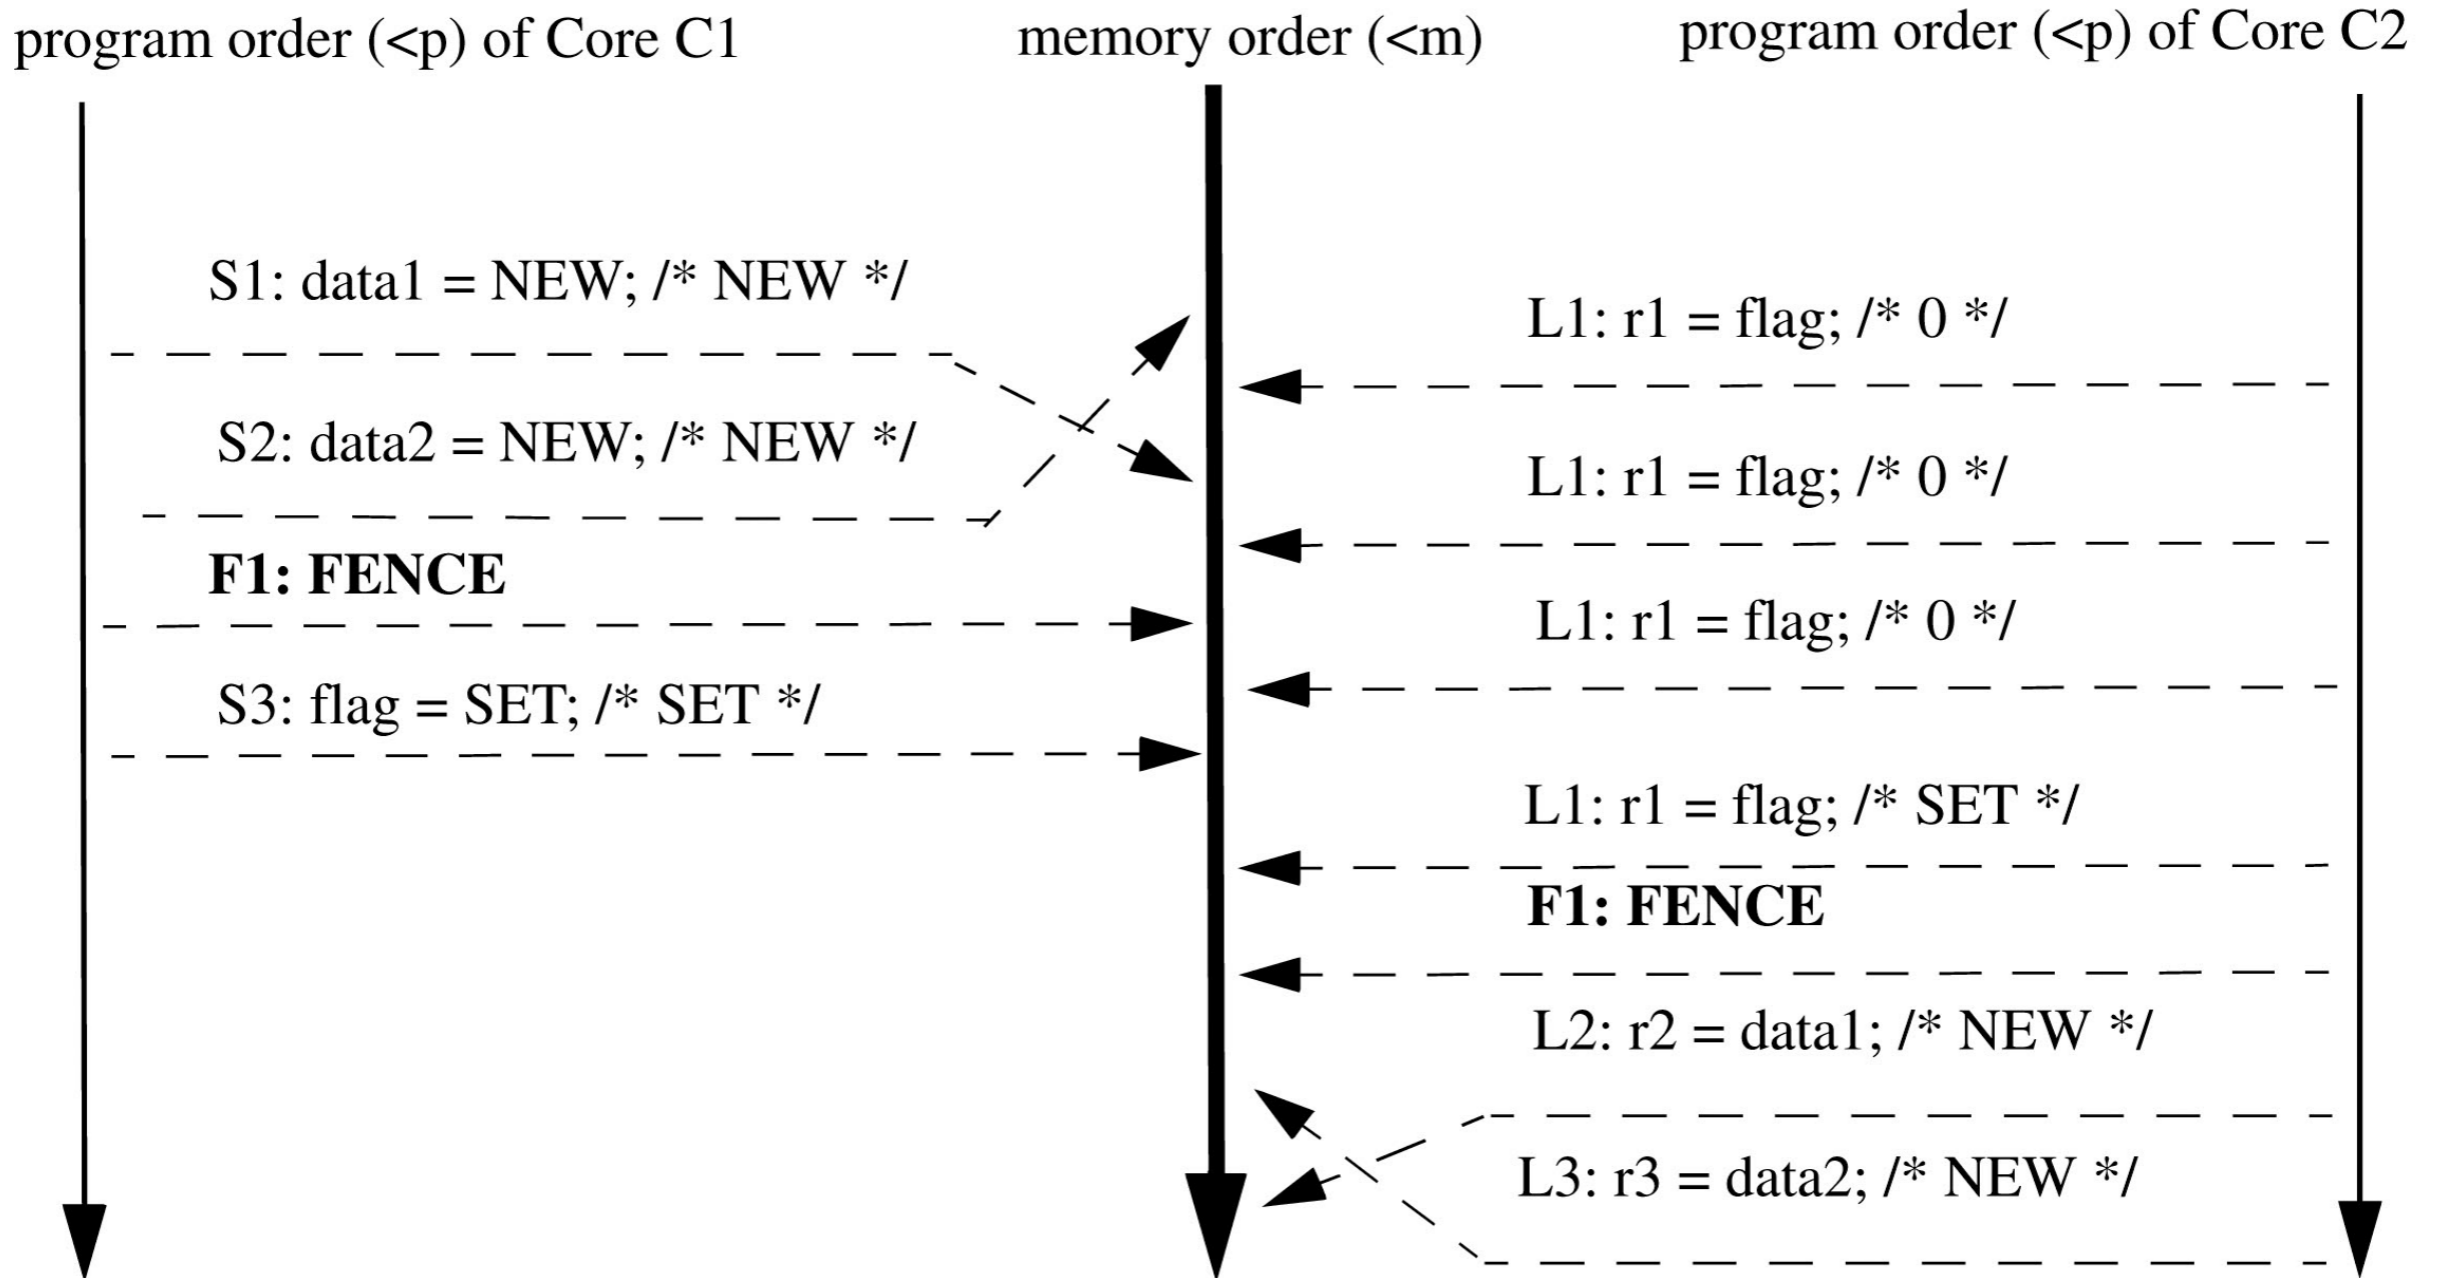 program order (<p) of Core C1
memory order (<m)
program order (<p) of Core C2
S1: data1 = NEW; /* NEW */
L1: r1 = flag; /* 0 */
S2: data2 = NEW; /* NEW */
L1: r1 = flag; /* 0 */
F1: FENCE
L1: r1 = flag; /* 0 */
S3: flag = SET; /* SET */
L1: r1 = flag; /* SET */
F1: FENCE
L2: r2 = data1; /* NEW */
L3: r3 = data2; /* NEW */